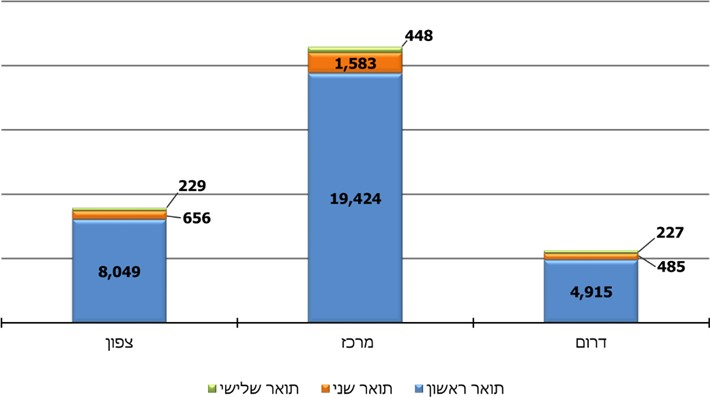 448
1,583
19,424
229
656
8,049
227
485
4,915
צפון
מרכז
דרום
תואר ראשון
תואר שני
תואר שלישי